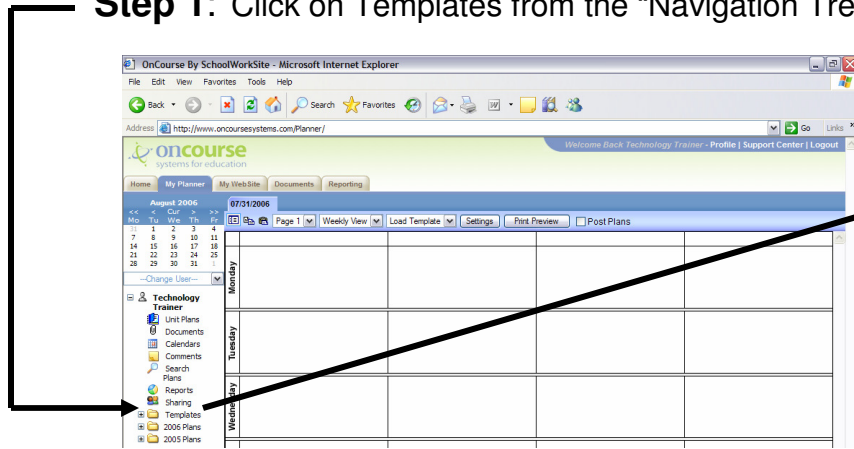 Step 1: Click on Templates from the "Navigation Tre
OnCourse By SchoolWorkSite - Microsoft Internet Explorer
File Edit View Favorites Tools Help
Back Search Favorites
Address http://www.oncoursesystems.com/Planner/ Go Links »
oncourse
systems for education
Welcome Back Technology Trainer - Profile | Support Center | Logout
Home My Planner My WebSite Documents Reporting
August 2006
<< < Cur > >>
Mo Tu We Th Fr
31 1 2 3 4
7 8 9 10 11
14 15 16 17 18
21 22 23 24 25
28 29 30 31 1
07/31/2006
Page 1 Weekly View Load Template Settings Print Preview Post Plans
---Change User---
Technology
Trainer
Unit Plans
Documents
Calendars
Comments
Search
Plans
Reports
Sharing
Templates
2006 Plans
2005 Plans
Monday
Tuesday
Wednesday